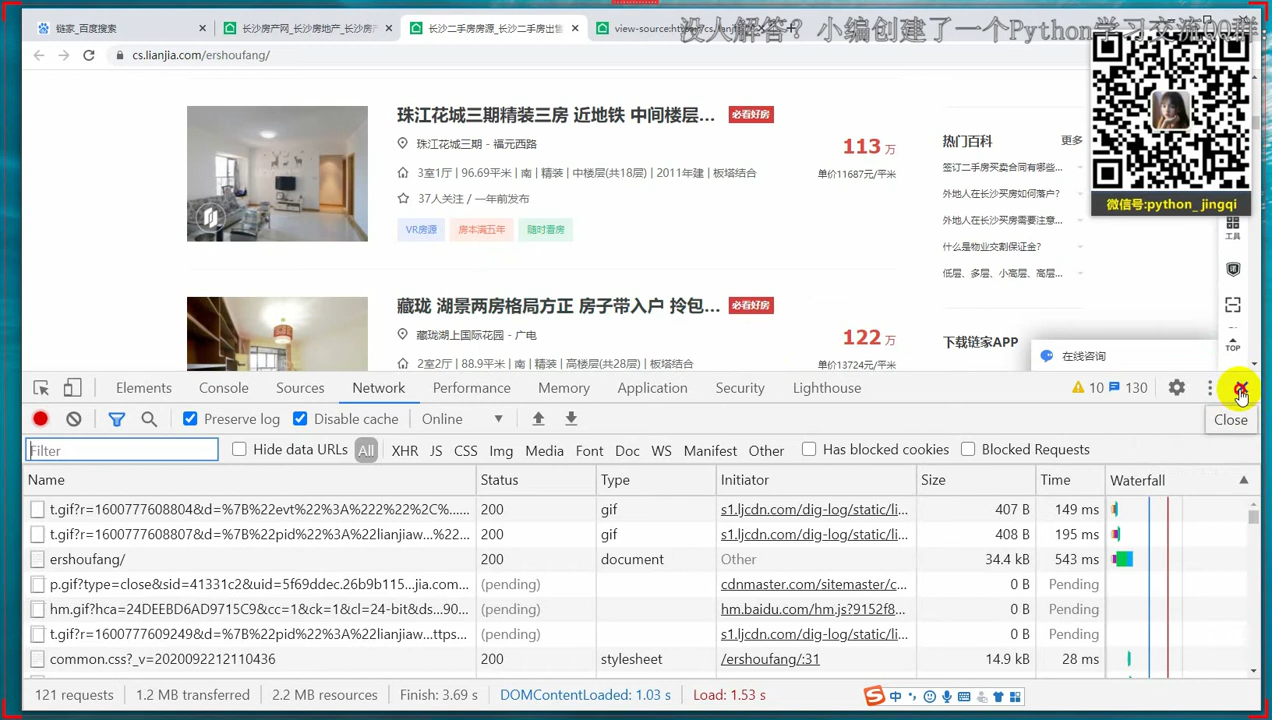 没人解答？小编创建了一个Python学习交流QQ群：
链家_百度搜索
长沙房产网_长沙房地产_长沙房产
长沙二手房房源_长沙二手房出售
view-source:https://cs.lianjia
cs.lianjia.com/ershoufang/
珠江花城三期精装三房 近地铁 中间楼层...
必看好房
珠江花城三期 - 福元西路
113 万
3室1厅 | 96.69平米 | 南 | 精装 | 中楼层(共18层) | 2011年建 | 板塔结合
单价11687元/平米
37人关注 / 一年前发布
VR房源
房本满五年
随时看房
藏珑 湖景两房格局方正 房子带入户 拎包...
必看好房
藏珑湖上国际花园 - 广电
122 万
2室2厅 | 88.9平米 | 南 | 精装 | 高楼层(共28层) | 板塔结合
单价13724元/平米
热门百科
更多
签订二手房买卖合同有哪些...
外地人在长沙买房如何落户?
外地人在长沙买房需要注意...
什么是物业交割保证金?
低层、多层、小高层、高层...
下载链家APP
在线咨询
微信号:python_ jingqi
工具
TOP
Elements
Console
Sources
Network
Performance
Memory
Application
Security
Lighthouse
10
130
Close
Preserve log
Disable cache
Online
Filter
Hide data URLs
All
XHR
JS
CSS
Img
Media
Font
Doc
WS
Manifest
Other
Has blocked cookies
Blocked Requests
Name Status Type Initiator Size Time Waterfall
t.gif?r=1600777608804&d=%7B%22evt%22%3A%222%22%2C%...... 200 gif s1.ljcdn.com/dig-log/static/li... 407 B 149 ms
t.gif?r=1600777608807&d=%7B%22pid%22%3A%22lianjiaw...%22... 200 gif s1.ljcdn.com/dig-log/static/li... 408 B 195 ms
ershoufang/ 200 document Other 34.4 kB 543 ms
p.gif?type=close&sid=41331c2&uid=5f69ddec.26b9b115...jia.com... (pending) cdnmaster.com/sitemaster/c... 0 B Pending
hm.gif?hca=24DEEBD6AD9715C9&cc=1&ck=1&cl=24-bit&ds...90... (pending) hm.baidu.com/hm.js?9152f8... 0 B Pending
t.gif?r=1600777609249&d=%7B%22pid%22%3A%22lianjiaw...ttps... (pending) s1.ljcdn.com/dig-log/static/li... 0 B Pending
common.css?_v=2020092212110436 200 stylesheet /ershoufang/:31 14.9 kB 28 ms
121 requests
1.2 MB transferred
2.2 MB resources
Finish: 3.69 s
DOMContentLoaded: 1.03 s
Load: 1.53 s
中